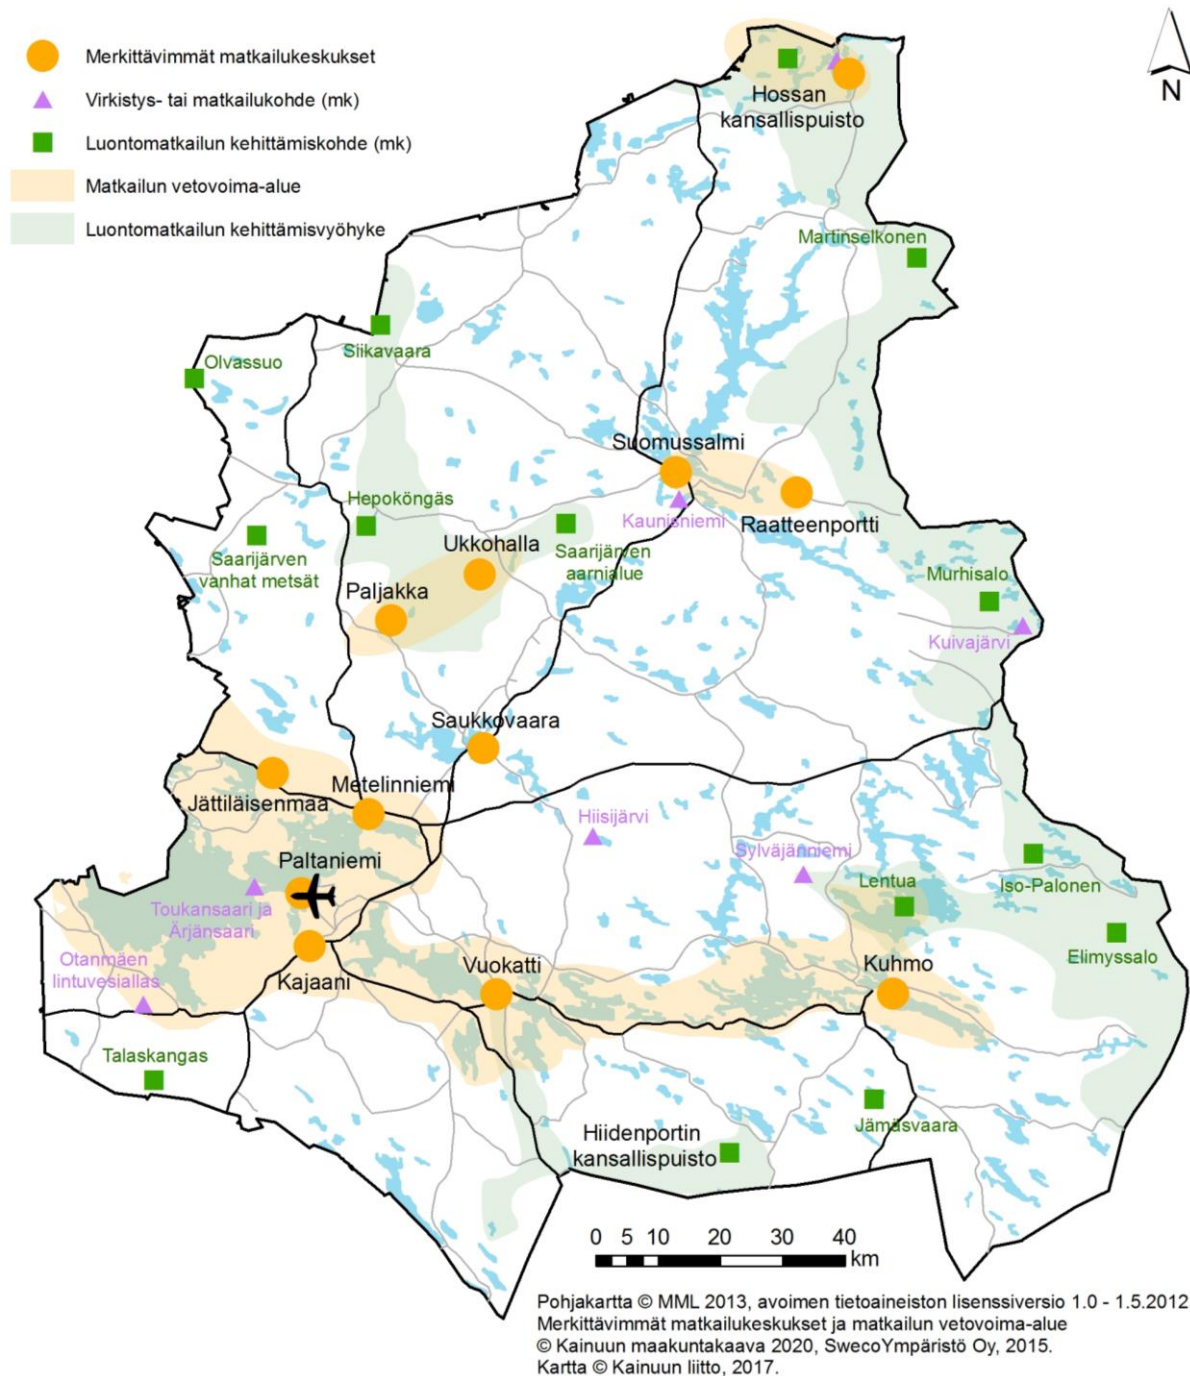 Merkittävimmät matkailukeskukset
Virkistys- tai matkailukohde (mk)
Luontomatkailun kehittämiskohde (mk)
Matkailun vetovoima-alue
Luontomatkailun kehittämisvyöhyke
N
Hossan
kansallispuisto
Martinselkonen
Siikavaara
Olvassuo
Suomussalmi
Hepoköngäs
Kaunisniemi
Raatteenportti
Ukkohalla
Saarijärven
vanhat metsät
Saarijärven
aarnialue
Paljakka
Murhisalo
Kuivajärvi
Saukkovaara
Jättiläisenmaa
Metelinniemi
Hiisijärvi
Sylväjänniemi
Paltaniemi
Lentua
Iso-Palonen
Toukansaari ja
Ärjänsaari
Otanmäen
lintuvesiallas
Kajaani
Vuokatti
Kuhmo
Elimyssalo
Talaskangas
Hiidenportin
kansallispuisto
Jämäsvaara
0 5 10 20 30 40
km
Pohjakartta © MML 2013, avoimen tietoaineiston lisenssiversio 1.0 - 1.5.2012
Merkittävimmät matkailukeskukset ja matkailun vetovoima-alue
© Kainuun maakuntakaava 2020, SwecoYmpäristö Oy, 2015.
Kartta © Kainuun liitto, 2017.